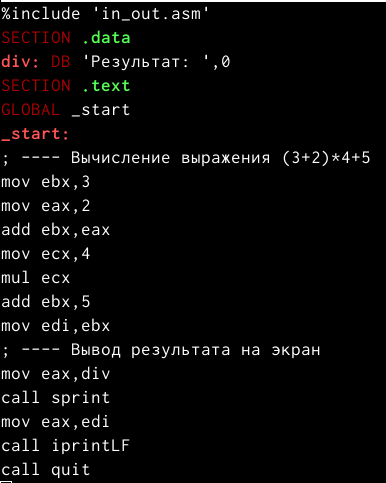 %include 'in_out.asm'
SECTION .data
div: DB 'Результат: ',0
SECTION .text
GLOBAL _start
_start:
; ---- Вычисление выражения (3+2)*4+5
mov ebx,3
mov eax,2
add ebx,eax
mov ecx,4
mul ecx
add ebx,5
mov edi,ebx
; ---- Вывод результата на экран
mov eax,div
call sprint
mov eax,edi
call iprintLF
call quit